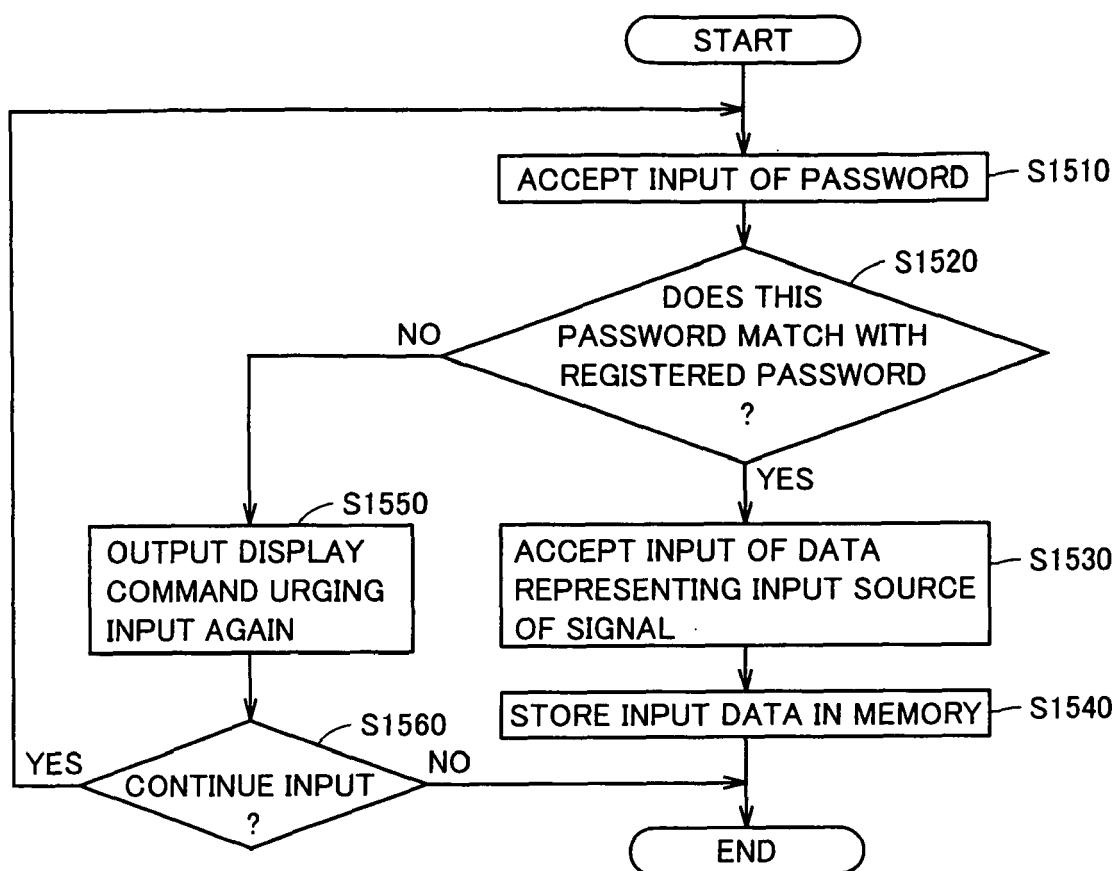 START
ACCEPT INPUT OF PASSWORD
S1510
S1520
DOES THIS
PASSWORD MATCH WITH
REGISTERED PASSWORD
?
NO
YES
S1550
OUTPUT DISPLAY
COMMAND URGING
INPUT AGAIN
ACCEPT INPUT OF DATA
REPRESENTING INPUT SOURCE
OF SIGNAL
S1530
STORE INPUT DATA IN MEMORY
S1540
S1560
YES
CONTINUE INPUT
?
NO
END